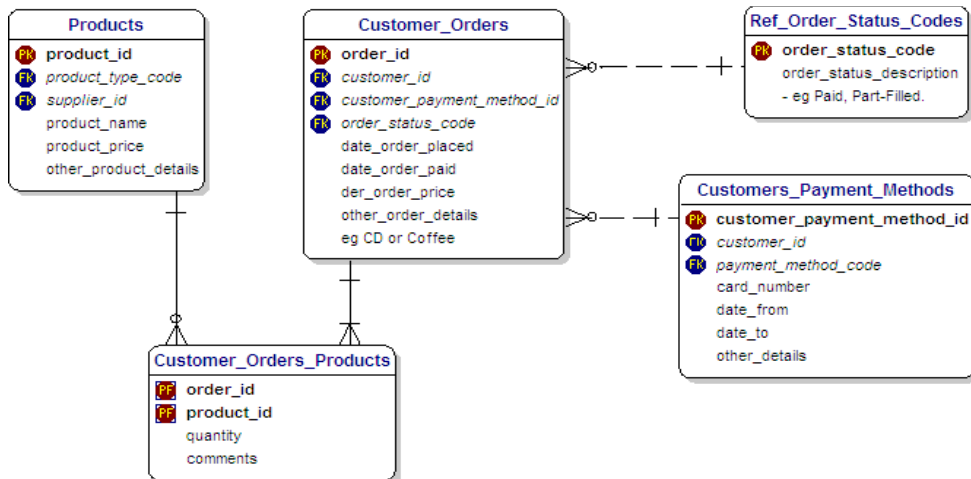 Products
PK product_id
FK product_type_code
FK supplier_id
product_name
product_price
other_product_details
Customer_Orders
PK order_id
FK customer_id
FK customer_payment_method_id
FK order_status_code
date_order_placed
date_order_paid
der_order_price
other_order_details
eg CD or Coffee
Ref_Order_Status_Codes
PK order_status_code
order_status_description
- eg Paid, Part-Filled.
Customers_Payment_Methods
PK customer_payment_method_id
FK customer_id
FK payment_method_code
card_number
date_from
date_to
other_details
Customer_Orders_Products
PF order_id
PF product_id
quantity
comments